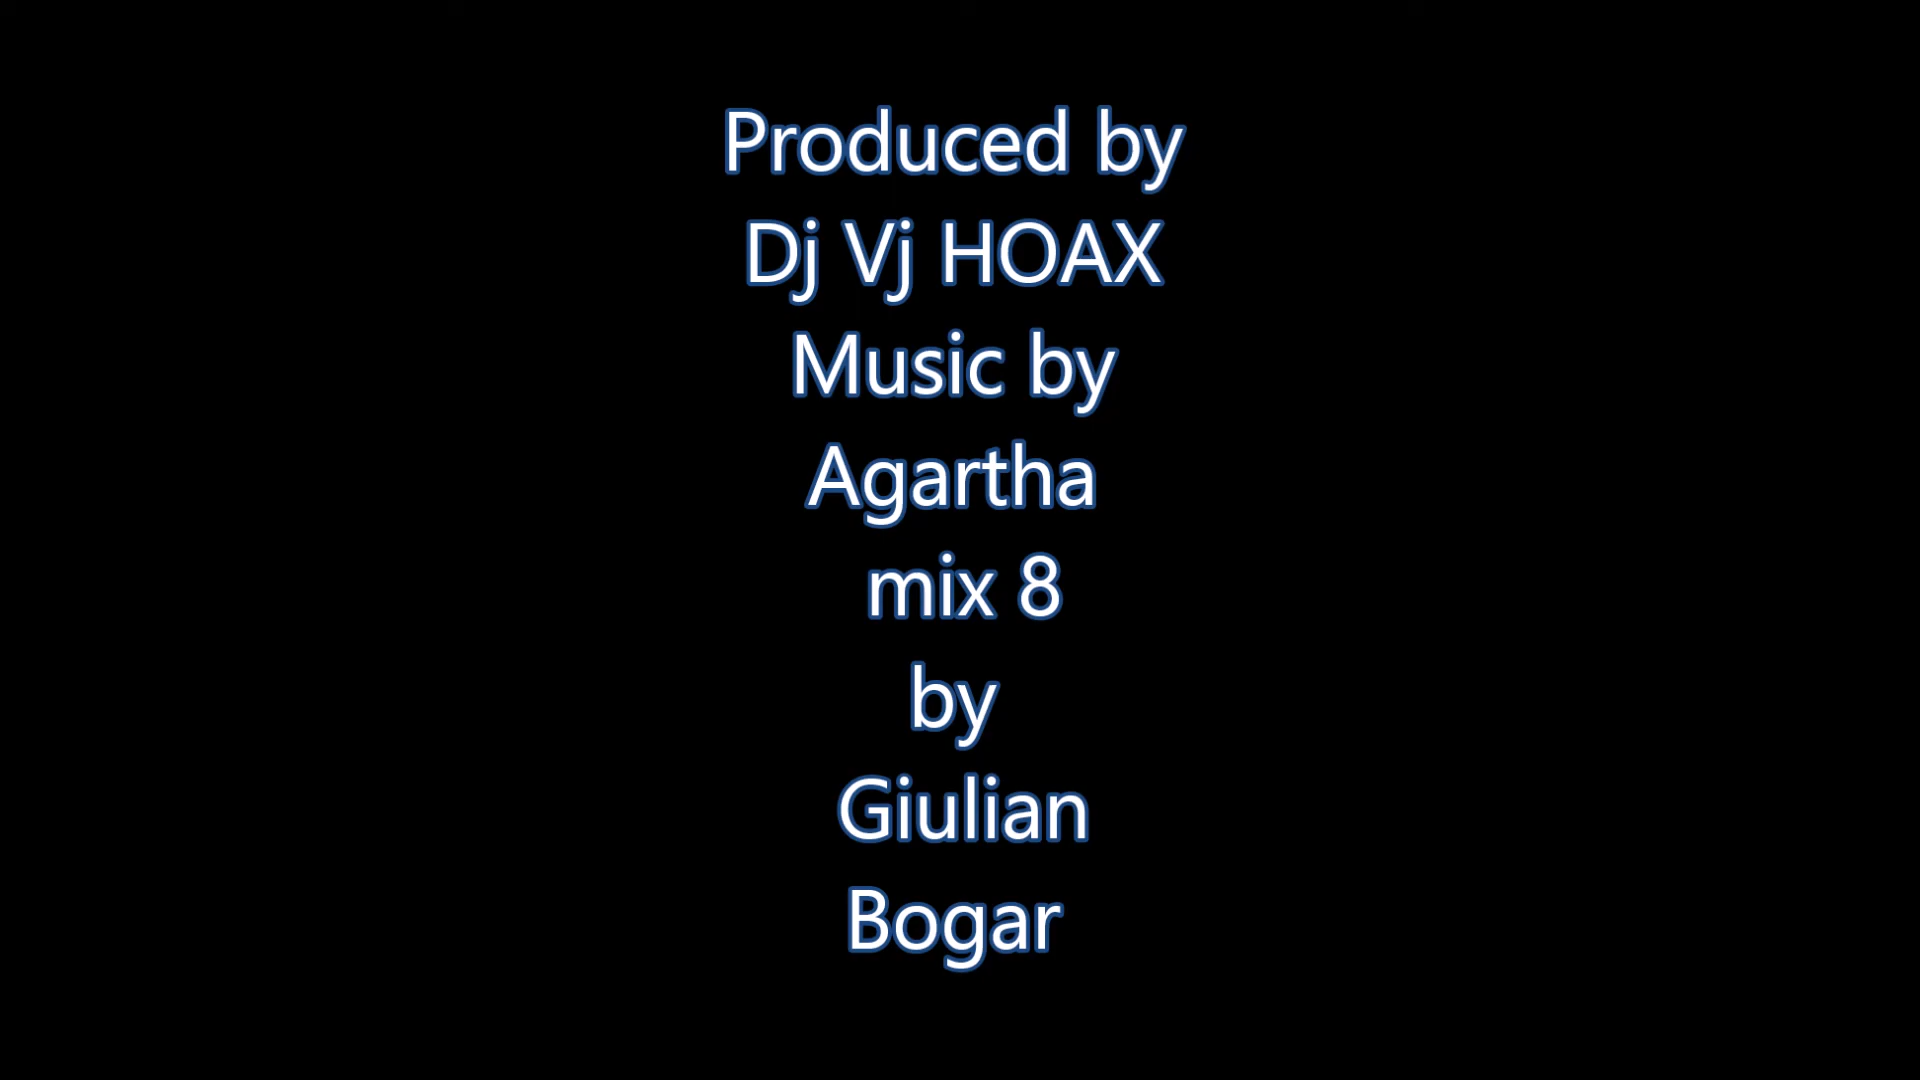 Produced by
Dj Vj HOAX
Music by
Agartha
mix 8
by
Giulian
Bogar